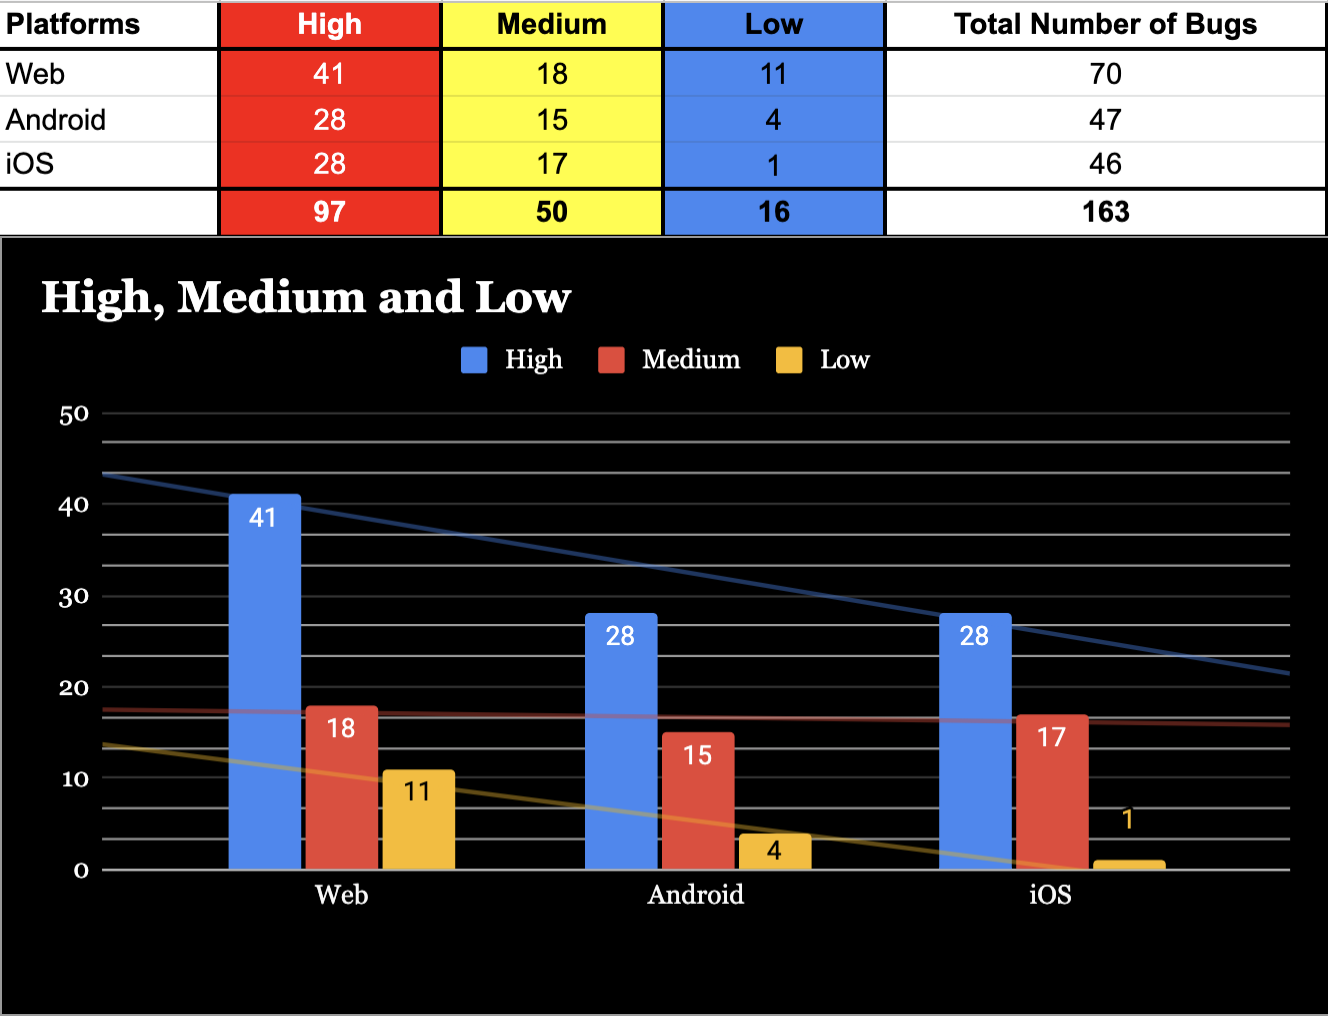 Platforms High Medium Low Total Number of Bugs
Web 41 18 11 70
Android 28 15 4 47
iOS 28 17 1 46
97 50 16 163
High, Medium and Low
High Medium Low
50
40
30
20
10
0
41
18
11
28
15
4
28
17
1
Web Android iOS